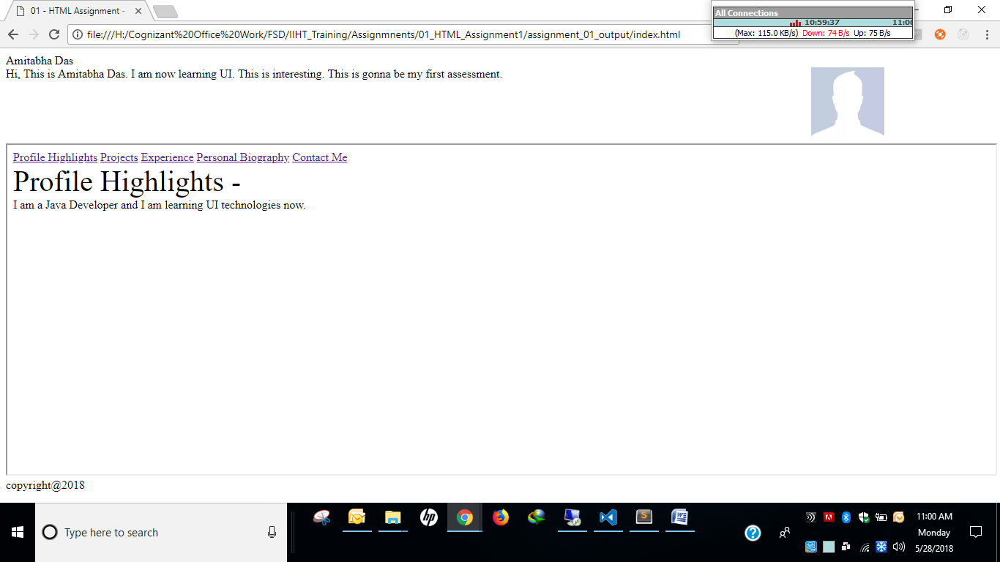 01 - HTML Assignment -
All Connections
10:59:37 11:00
(Max: 115.0 KB/s) Down: 74 B/s Up: 75 B/s
file:///H:/Cognizant%20Office%20Work/FSD/IIHT_Training/Assignmnents/01_HTML_Assignment1/assignment_01_output/index.html
Amitabha Das
Hi, This is Amitabha Das. I am now learning UI. This is interesting. This is gonna be my first assessment.
Profile Highlights Projects Experience Personal Biography Contact Me
Profile Highlights -
I am a Java Developer and I am learning UI technologies now.
copyright@2018
Type here to search
hp
S
W
?
11:00 AM
Monday
5/28/2018